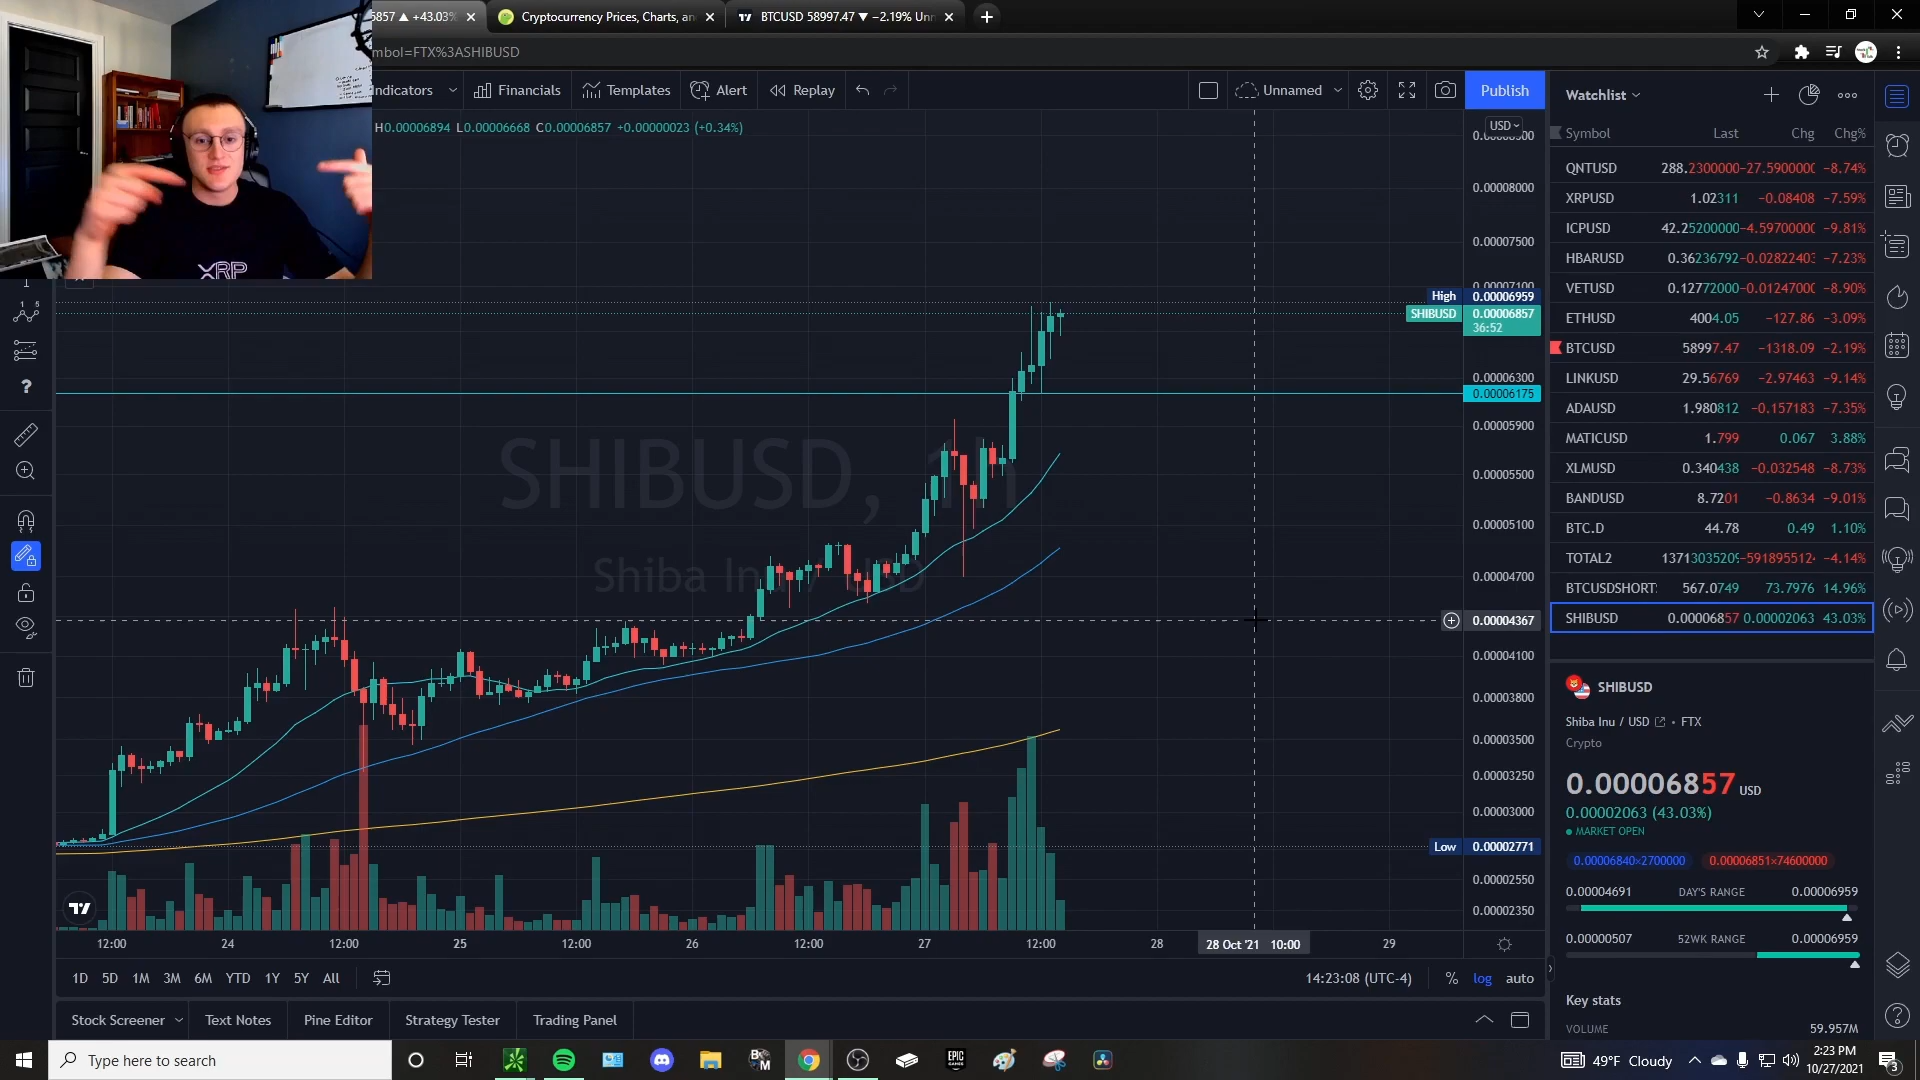 5857 ▲ +43.03%
Cryptocurrency Prices, Charts, an
BTCUSD 58997.47 ▼ −2.19% Unn
mbol=FTX%3ASHIBUSD
Indicators
Financials
Templates
Alert
Replay
Unnamed
Publish
H0.00006894 L0.00006668 C0.00006857 +0.00000023 (+0.34%)
USD
0.00008000
0.00007500
High 0.00006959
SHIBUSD 0.00006857
36:52
0.00006300
0.00006175
0.00005900
0.00005500
0.00005100
0.00004700
0.00004367
0.00004100
0.00003800
0.00003500
0.00003250
0.00003000
Low 0.00002771
0.00002550
0.00002350
SHIBUSD, 1h
Shiba Inu / USD
XRP
12:00 24 12:00 25 12:00 26 12:00 27 12:00 28 28 Oct '21 10:00 29
1D 5D 1M 3M 6M YTD 1Y 5Y All
14:23:08 (UTC-4) % log auto
Stock Screener
Text Notes
Pine Editor
Strategy Tester
Trading Panel
Watchlist
Symbol Last Chg Chg%
QNTUSD 288.2300000 −27.5900000 −8.74%
XRPUSD 1.02311 −0.08408 −7.59%
ICPUSD 42.25200000 −4.59700000 −9.81%
HBARUSD 0.36236792 −0.02822403 −7.23%
VETUSD 0.12772000 −0.01247000 −8.90%
ETHUSD 4004.05 −127.86 −3.09%
BTCUSD 58997.47 −1318.09 −2.19%
LINKUSD 29.56769 −2.97463 −9.14%
ADAUSD 1.980812 −0.157183 −7.35%
MATICUSD 1.799 0.067 3.88%
XLMUSD 0.340438 −0.032548 −8.73%
BANDUSD 8.7201 −0.8634 −9.01%
BTC.D 44.78 0.49 1.10%
TOTAL2 1371303520 −591895512 −4.14%
BTCUSDSHORT 567.0749 73.7976 14.96%
SHIBUSD 0.00006857 0.00002063 43.03%
SHIBUSD
Shiba Inu / USD • FTX
Crypto
0.00006857 USD
0.00002063 (43.03%)
MARKET OPEN
0.00006840×2700000 0.00006851×74600000
0.00004691 DAY'S RANGE 0.00006959
0.00000507 52WK RANGE 0.00006959
Key stats
VOLUME 59.957M
Type here to search
EPIC GAMES
49°F Cloudy
2:23 PM
10/27/2021
3